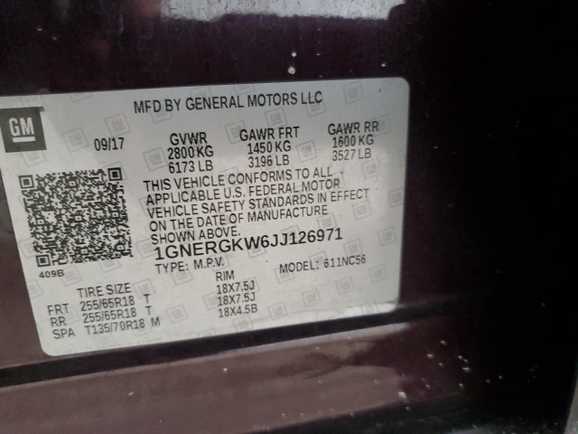 MFD BY GENERAL MOTORS LLC
GM
09/17 GVWR GAWR FRT GAWR RR
2800 KG 1450 KG 1600 KG
6173 LB 3196 LB 3527 LB
THIS VEHICLE CONFORMS TO ALL
APPLICABLE U.S. FEDERAL MOTOR
VEHICLE SAFETY STANDARDS IN EFFECT
ON THE DATE OF MANUFACTURE
SHOWN ABOVE.
1GNERGKW6JJ126971
409B
TYPE: M.P.V. MODEL: 611NC56
TIRE SIZE RIM
FRT 255/65R18 T 18X7.5J
RR 255/65R18 T 18X7.5J
SPA T135/70R18 M 18X4.5B